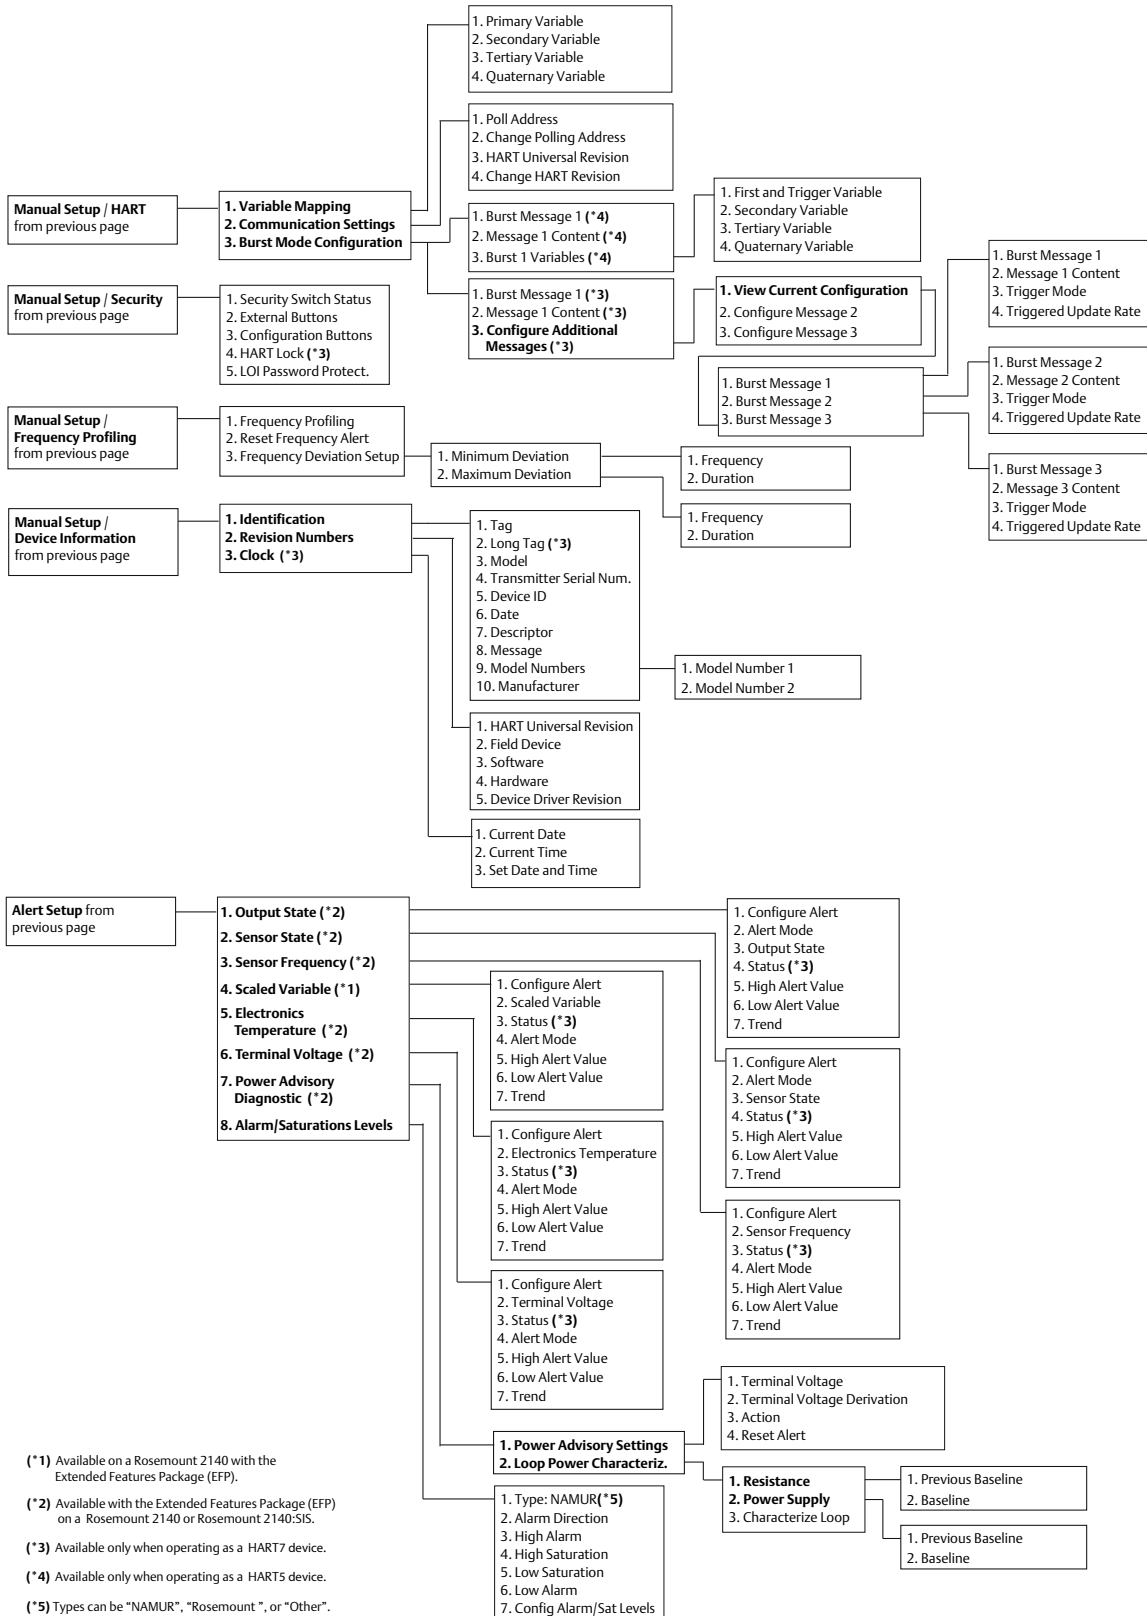 1. Primary Variable
2. Secondary Variable
3. Tertiary Variable
4. Quaternary Variable
1. Poll Address
2. Change Polling Address
3. HART Universal Revision
4. Change HART Revision
Manual Setup / HART
from previous page
1. Variable Mapping
2. Communication Settings
3. Burst Mode Configuration
1. Burst Message 1 (*4)
2. Message 1 Content (*4)
3. Burst 1 Variables (*4)
1. First and Trigger Variable
2. Secondary Variable
3. Tertiary Variable
4. Quaternary Variable
1. Burst Message 1
2. Message 1 Content
3. Trigger Mode
4. Triggered Update Rate
Manual Setup / Security
from previous page
1. Security Switch Status
2. External Buttons
3. Configuration Buttons
4. HART Lock (*3)
5. LOI Password Protect.
1. Burst Message 1 (*3)
2. Message 1 Content (*3)
3. Configure Additional
Messages (*3)
1. View Current Configuration
2. Configure Message 2
3. Configure Message 3
1. Burst Message 1
2. Burst Message 2
3. Burst Message 3
1. Burst Message 2
2. Message 2 Content
3. Trigger Mode
4. Triggered Update Rate
Manual Setup /
Frequency Profiling
from previous page
1. Frequency Profiling
2. Reset Frequency Alert
3. Frequency Deviation Setup
1. Minimum Deviation
2. Maximum Deviation
1. Frequency
2. Duration
1. Frequency
2. Duration
1. Burst Message 3
2. Message 3 Content
3. Trigger Mode
4. Triggered Update Rate
Manual Setup /
Device Information
from previous page
1. Identification
2. Revision Numbers
3. Clock (*3)
1. Tag
2. Long Tag (*3)
3. Model
4. Transmitter Serial Num.
5. Device ID
6. Date
7. Descriptor
8. Message
9. Model Numbers
10. Manufacturer
1. Model Number 1
2. Model Number 2
1. HART Universal Revision
2. Field Device
3. Software
4. Hardware
5. Device Driver Revision
1. Current Date
2. Current Time
3. Set Date and Time
Alert Setup from
previous page
1. Output State (*2)
2. Sensor State (*2)
3. Sensor Frequency (*2)
4. Scaled Variable (*1)
5. Electronics
Temperature (*2)
6. Terminal Voltage (*2)
7. Power Advisory
Diagnostic (*2)
8. Alarm/Saturations Levels
1. Configure Alert
2. Alert Mode
3. Output State
4. Status (*3)
5. High Alert Value
6. Low Alert Value
7. Trend
1. Configure Alert
2. Scaled Variable
3. Status (*3)
4. Alert Mode
5. High Alert Value
6. Low Alert Value
7. Trend
1. Configure Alert
2. Alert Mode
3. Sensor State
4. Status (*3)
5. High Alert Value
6. Low Alert Value
7. Trend
1. Configure Alert
2. Electronics Temperature
3. Status (*3)
4. Alert Mode
5. High Alert Value
6. Low Alert Value
7. Trend
1. Configure Alert
2. Sensor Frequency
3. Status (*3)
4. Alert Mode
5. High Alert Value
6. Low Alert Value
7. Trend
1. Configure Alert
2. Terminal Voltage
3. Status (*3)
4. Alert Mode
5. High Alert Value
6. Low Alert Value
7. Trend
1. Terminal Voltage
2. Terminal Voltage Derivation
3. Action
4. Reset Alert
1. Power Advisory Settings
2. Loop Power Characteriz.
1. Resistance
2. Power Supply
3. Characterize Loop
1. Previous Baseline
2. Baseline
1. Previous Baseline
2. Baseline
1. Type: NAMUR(*5)
2. Alarm Direction
3. High Alarm
4. High Saturation
5. Low Saturation
6. Low Alarm
7. Config Alarm/Sat Levels
(*1) Available on a Rosemount 2140 with the
Extended Features Package (EFP).
(*2) Available with the Extended Features Package (EFP)
on a Rosemount 2140 or Rosemount 2140:SIS.
(*3) Available only when operating as a HART7 device.
(*4) Available only when operating as a HART5 device.
(*5) Types can be “NAMUR”, “Rosemount ”, or “Other”.